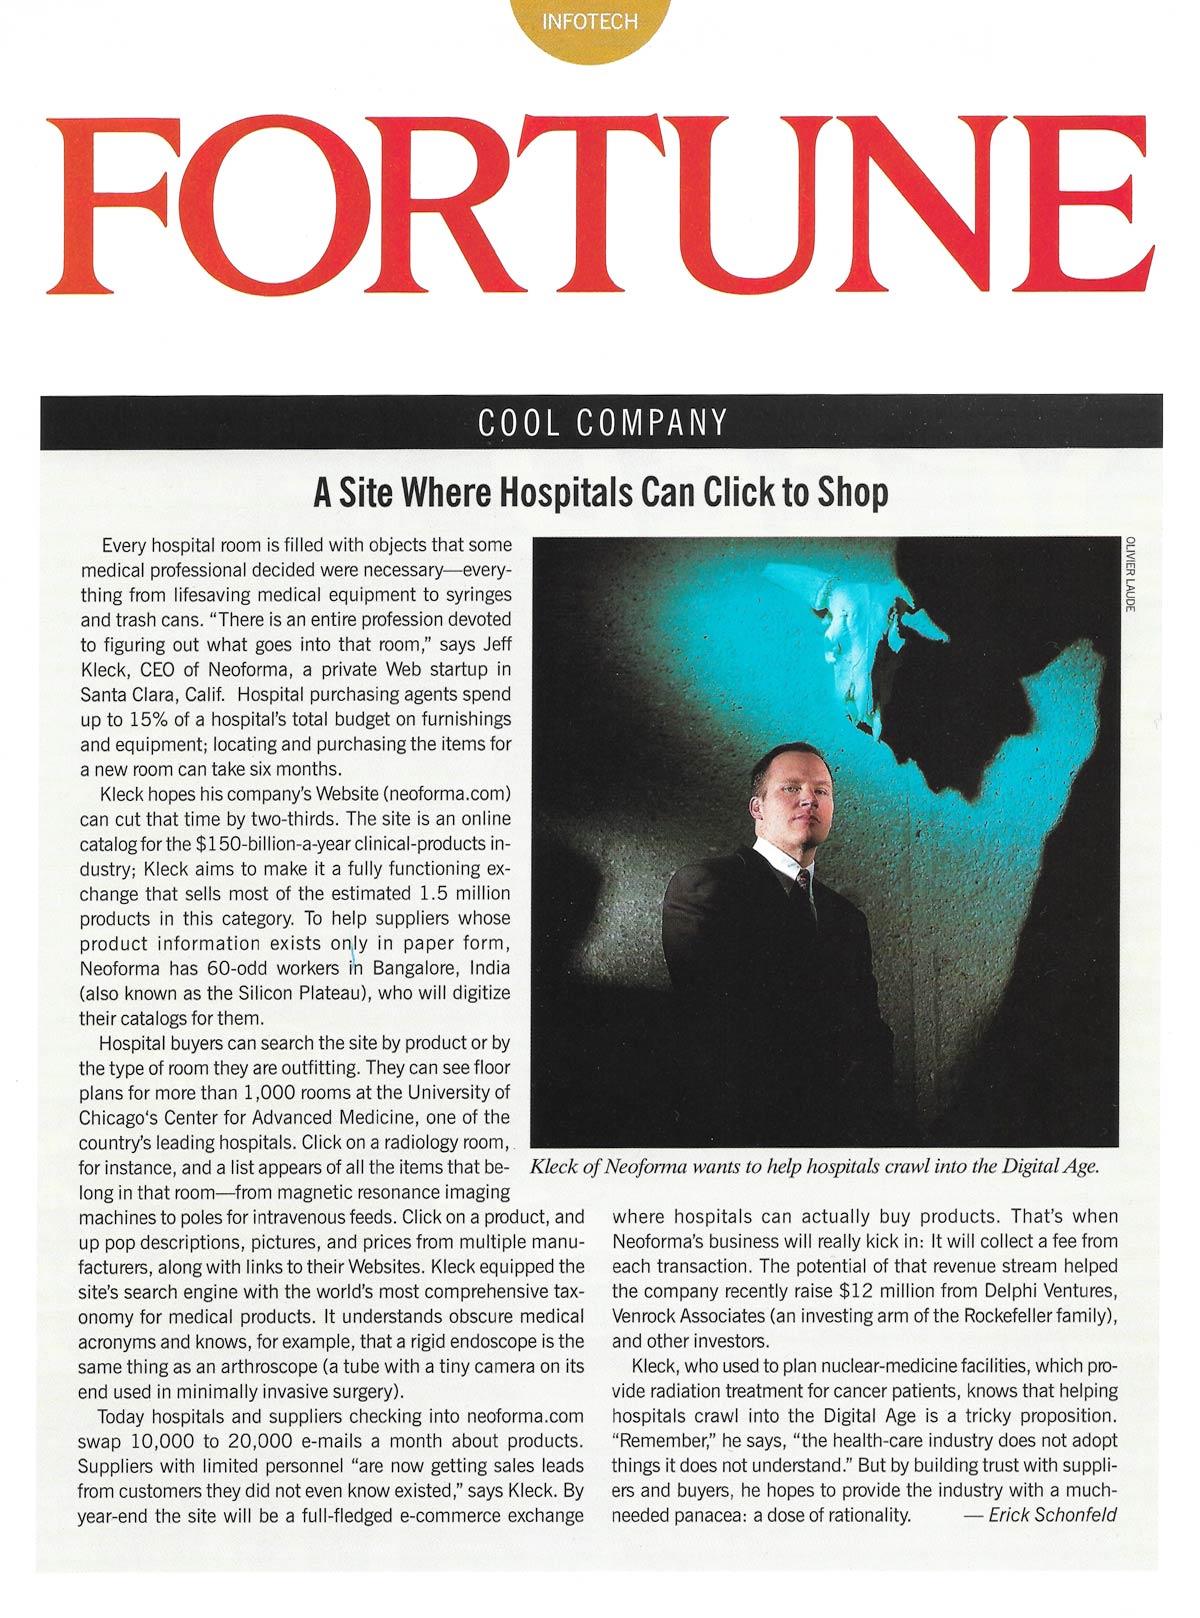 INFOTECH
FORTUNE
COOL COMPANY
A Site Where Hospitals Can Click to Shop
Every hospital room is filled with objects that some
medical professional decided were necessary—every-
thing from lifesaving medical equipment to syringes
and trash cans. “There is an entire profession devoted
to figuring out what goes into that room,” says Jeff
Kleck, CEO of Neoforma, a private Web startup in
Santa Clara, Calif. Hospital purchasing agents spend
up to 15% of a hospital’s total budget on furnishings
and equipment; locating and purchasing the items for
a new room can take six months.
Kleck hopes his company’s Website (neoforma.com)
can cut that time by two-thirds. The site is an online
catalog for the $150-billion-a-year clinical-products in-
dustry; Kleck aims to make it a fully functioning ex-
change that sells most of the estimated 1.5 million
products in this category. To help suppliers whose
product information exists only in paper form,
Neoforma has 60-odd workers in Bangalore, India
(also known as the Silicon Plateau), who will digitize
their catalogs for them.
Hospital buyers can search the site by product or by
the type of room they are outfitting. They can see floor
plans for more than 1,000 rooms at the University of
Chicago‘s Center for Advanced Medicine, one of the
country’s leading hospitals. Click on a radiology room,
for instance, and a list appears of all the items that be-
long in that room—from magnetic resonance imaging
machines to poles for intravenous feeds. Click on a product, and
up pop descriptions, pictures, and prices from multiple manu-
facturers, along with links to their Websites. Kleck equipped the
site’s search engine with the world’s most comprehensive tax-
onomy for medical products. It understands obscure medical
acronyms and knows, for example, that a rigid endoscope is the
same thing as an arthroscope (a tube with a tiny camera on its
end used in minimally invasive surgery).
Today hospitals and suppliers checking into neoforma.com
swap 10,000 to 20,000 e-mails a month about products.
Suppliers with limited personnel “are now getting sales leads
from customers they did not even know existed,” says Kleck. By
year-end the site will be a full-fledged e-commerce exchange
OLIVIER LAUDE
Kleck of Neoforma wants to help hospitals crawl into the Digital Age.
where hospitals can actually buy products. That’s when
Neoforma’s business will really kick in: It will collect a fee from
each transaction. The potential of that revenue stream helped
the company recently raise $12 million from Delphi Ventures,
Venrock Associates (an investing arm of the Rockefeller family),
and other investors.
Kleck, who used to plan nuclear-medicine facilities, which pro-
vide radiation treatment for cancer patients, knows that helping
hospitals crawl into the Digital Age is a tricky proposition.
“Remember,” he says, “the health-care industry does not adopt
things it does not understand.” But by building trust with suppli-
ers and buyers, he hopes to provide the industry with a much-
needed panacea: a dose of rationality. — Erick Schonfeld